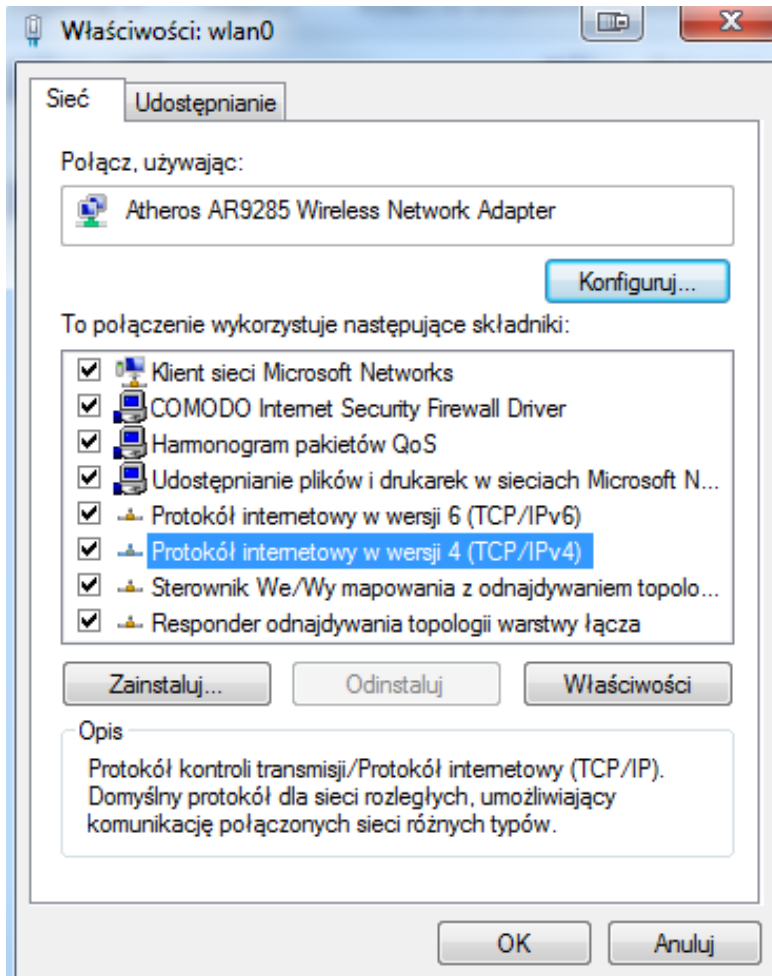 Właściwości: wlan0
Sieć
Udostępnianie
Połącz, używając:
Atheros AR9285 Wireless Network Adapter
Konfiguruj...
To połączenie wykorzystuje następujące składniki:
Klient sieci Microsoft Networks
COMODO Internet Security Firewall Driver
Harmonogram pakietów QoS
Udostępnianie plików i drukarek w sieciach Microsoft N...
Protokół internetowy w wersji 6 (TCP/IPv6)
Protokół internetowy w wersji 4 (TCP/IPv4)
Sterownik We/Wy mapowania z odnajdywaniem topolo...
Responder odnajdywania topologii warstwy łącza
Zainstaluj...
Odinstaluj
Właściwości
Opis
Protokół kontroli transmisji/Protokół internetowy (TCP/IP).
Domyślny protokół dla sieci rozległych, umożliwiający
komunikację połączonych sieci różnych typów.
OK
Anuluj